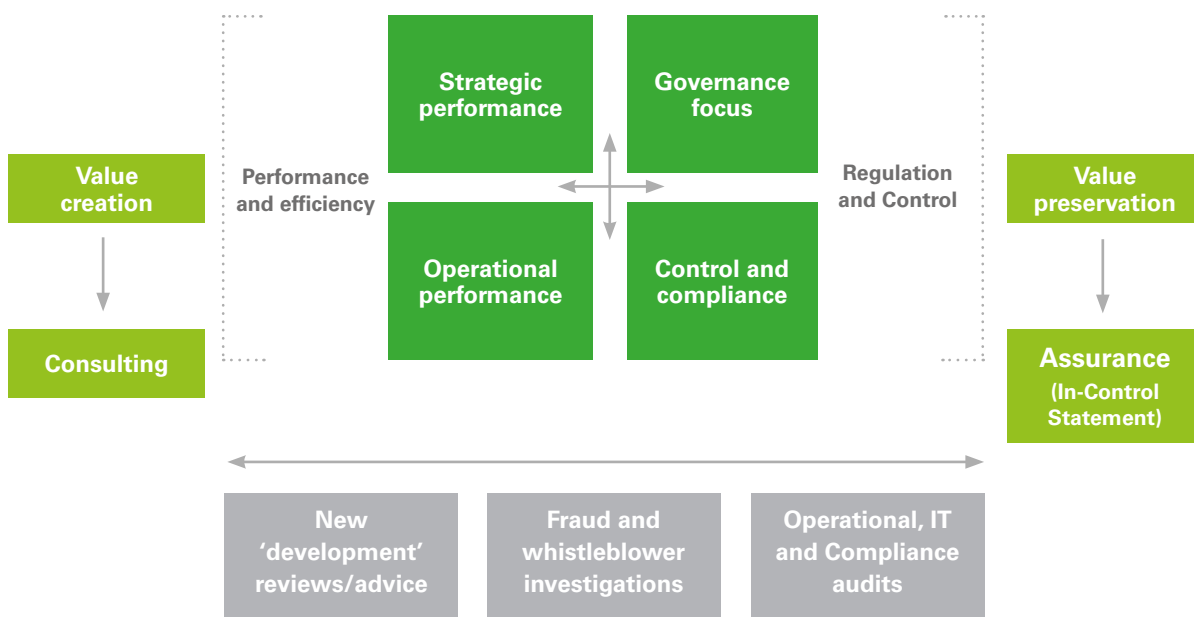 Strategic
performance
Governance
focus
Value
creation
Performance
and efficiency
Regulation
and Control
Value
preservation
Operational
performance
Control and
compliance
Consulting
Assurance
(In-Control
Statement)
New
‘development’
reviews/advice
Fraud and
whistleblower
investigations
Operational, IT
and Compliance
audits